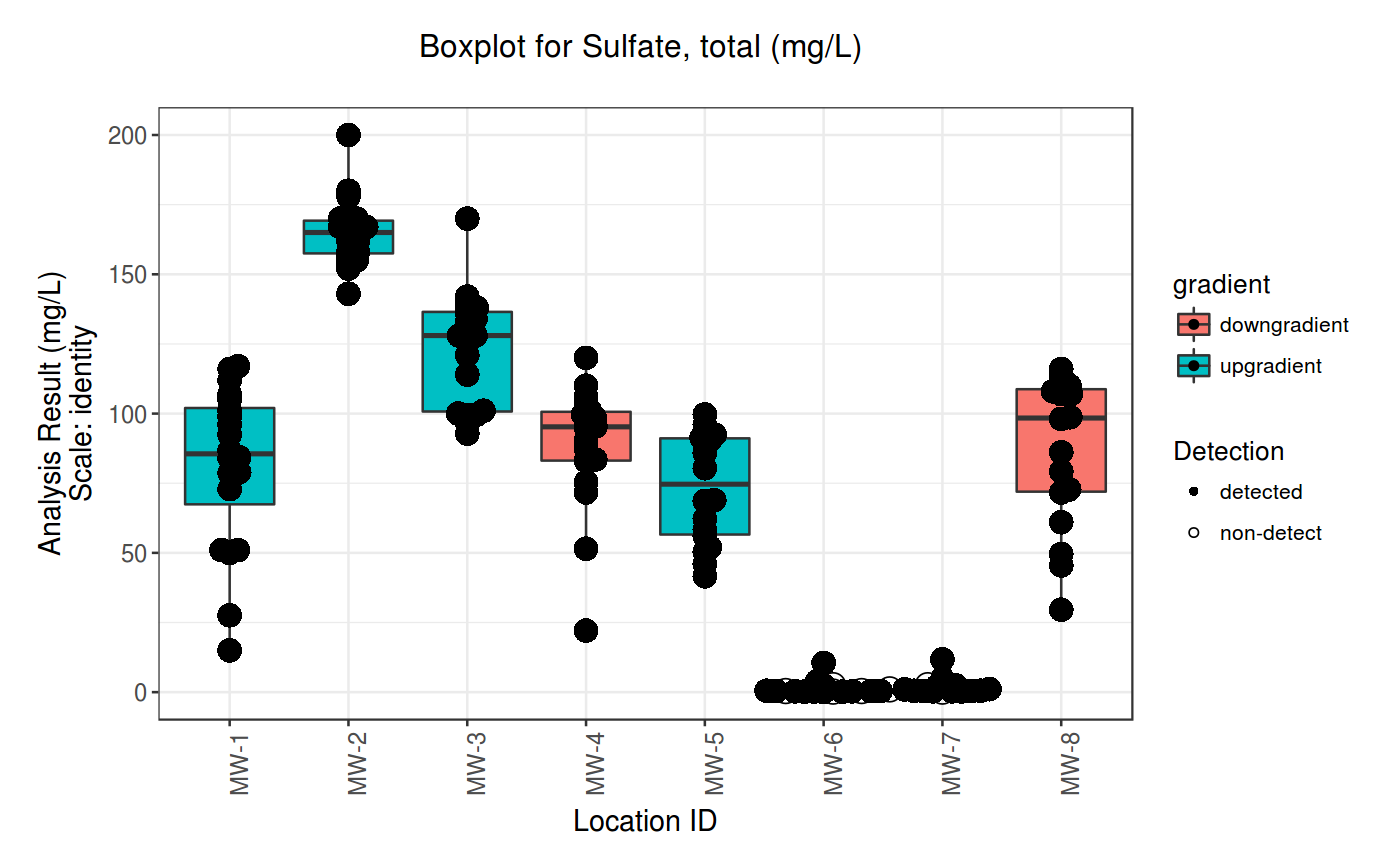 Boxplot for Sulfate, total (mg/L)
Analysis Result (mg/L)
Scale: identity
200
150
100
50
0
MW-1
MW-2
MW-3
MW-4
MW-5
MW-6
MW-7
MW-8
Location ID
gradient
downgradient
upgradient
Detection
detected
non-detect